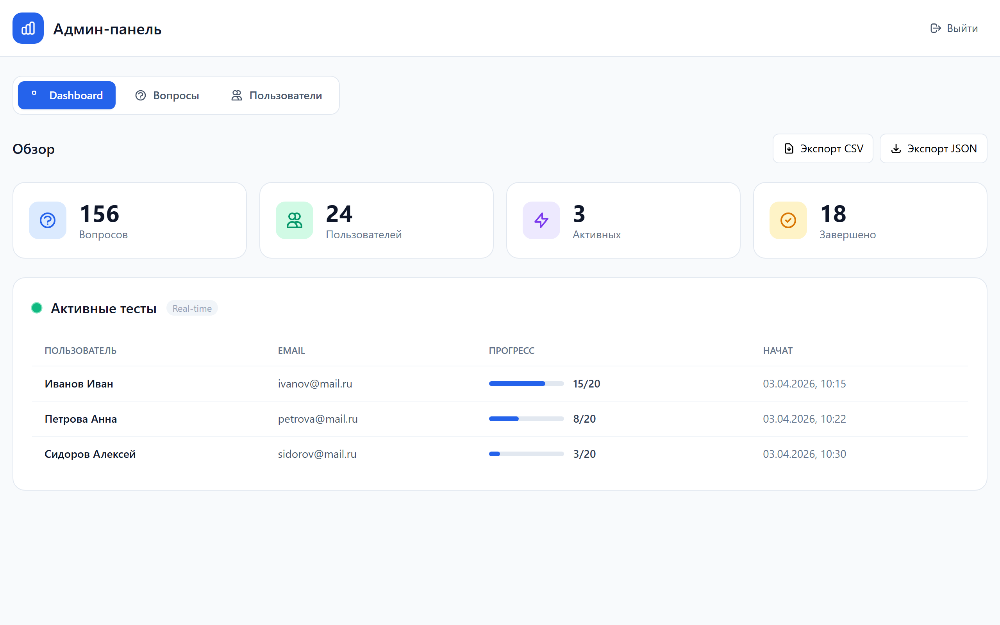 Админ-панель
Выйти
Dashboard Вопросы Пользователи
Обзор
Экспорт CSV Экспорт JSON
156
Вопросов
24
Пользователей
3
Активных
18
Завершено
Активные тесты Real-time
ПОЛЬЗОВАТЕЛЬ EMAIL ПРОГРЕСС НАЧАТ
Иванов Иван ivanov@mail.ru 15/20 03.04.2026, 10:15
Петрова Анна petrova@mail.ru 8/20 03.04.2026, 10:22
Сидоров Алексей sidorov@mail.ru 3/20 03.04.2026, 10:30